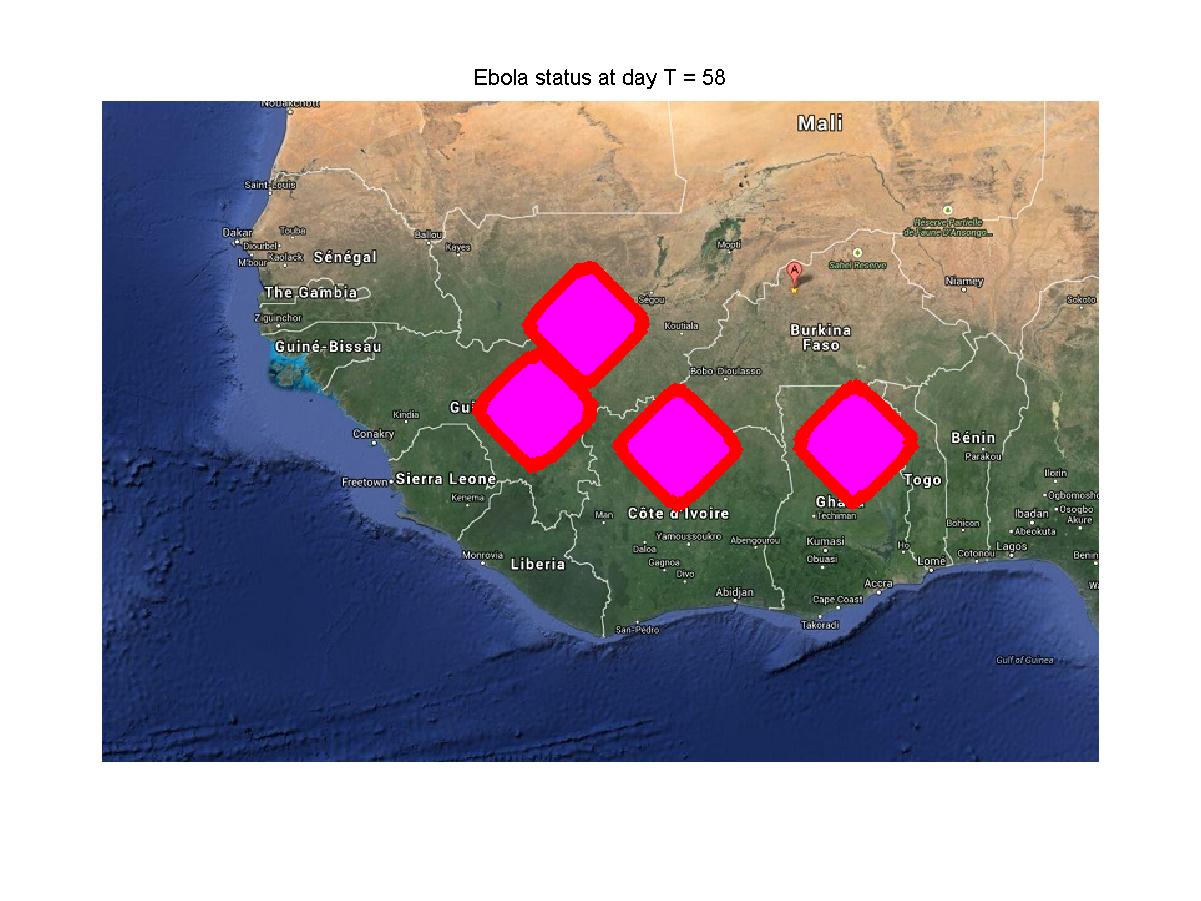 Ebola status at day T = 58
Nouakchott
Mali
Saint-Louis
Réserve Partielle
de Faune D'Ansongo...
Dakar
Touba
Ballou
Diourbel
Kayes
Mopti
M'bour
Kaolack
Sénégal
Sahel Reserve
A
Niamey
The Gambia
Ségou
Sokoto
Ziguinchor
Koutiala
Burkina
Faso
Guiné-Bissau
Bobo-Dioulasso
Gui
Kindia
Conakry
Bénin
Parakou
Ilorin
Freetown
Sierra Leone
Togo
Kenema
Ogbomosho
Gha
Osogbo
Man
Côte d'Ivoire
Techiman
Ibadan
Akure
Bohicon
Abeokuta
Yamoussoukro
Abengourou
Kumasi
Ho
Lagos
Daloa
Cotonou
Benin
Monrovia
Liberia
Gagnoa
Obuasi
Lomé
Divo
Accra
Wa
Abidjan
Cape Coast
San-Pédro
Takoradi
Gulf of Guinea